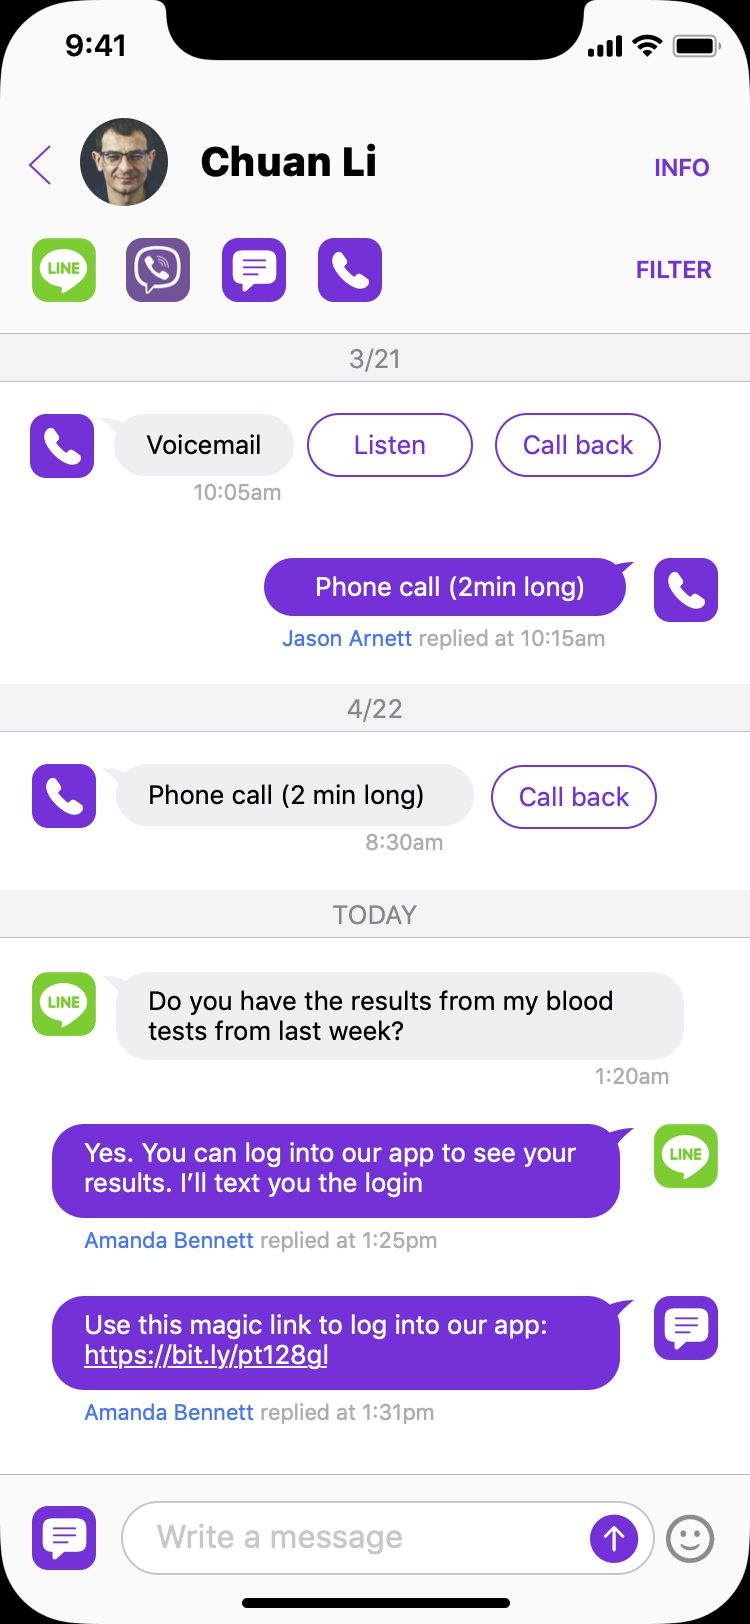 9:41
Chuan Li
INFO
LINE
FILTER
3/21
Voicemail
Listen
Call back
10:05am
Phone call (2min long)
Jason Arnett replied at 10:15am
4/22
Phone call (2 min long)
Call back
8:30am
TODAY
LINE
Do you have the results from my blood
tests from last week?
1:20am
Yes. You can log into our app to see your
results. I’ll text you the login
LINE
Amanda Bennett replied at 1:25pm
Use this magic link to log into our app:
https://bit.ly/pt128gl
Amanda Bennett replied at 1:31pm
Write a message